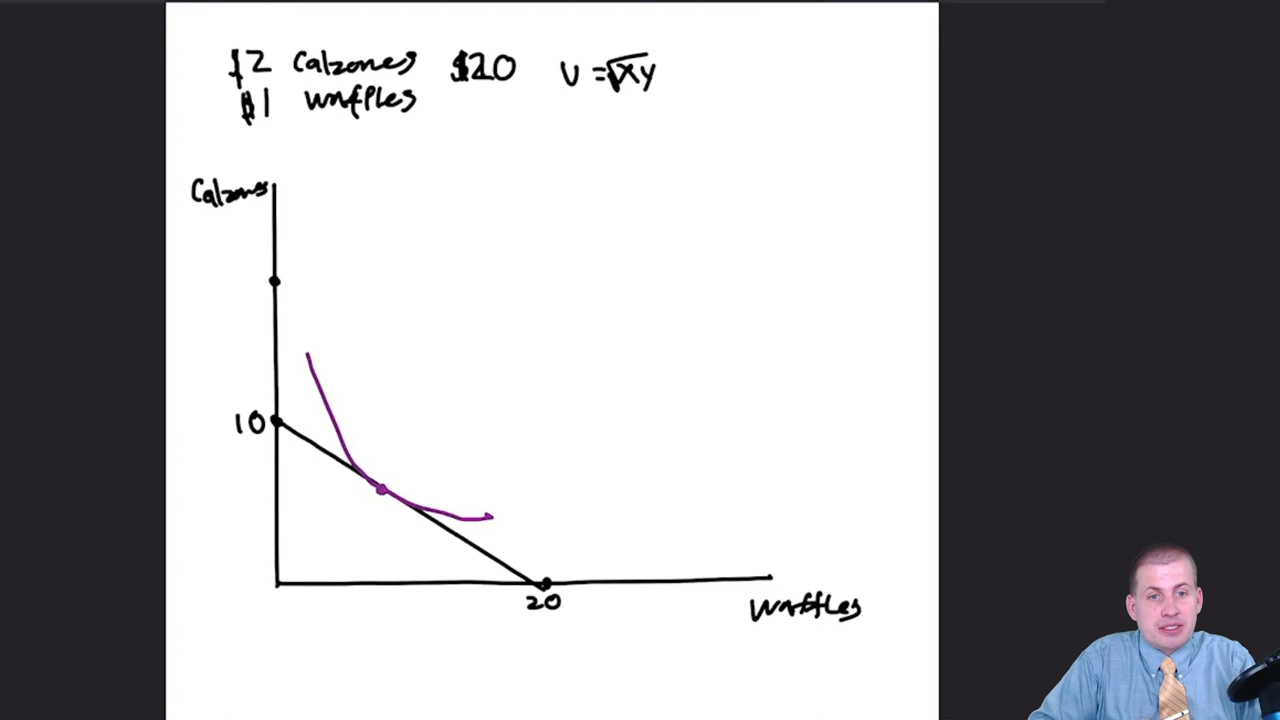 $2 Calzones $20 U = √xy
$1 Waffles
Calzones
10
20
Waffles